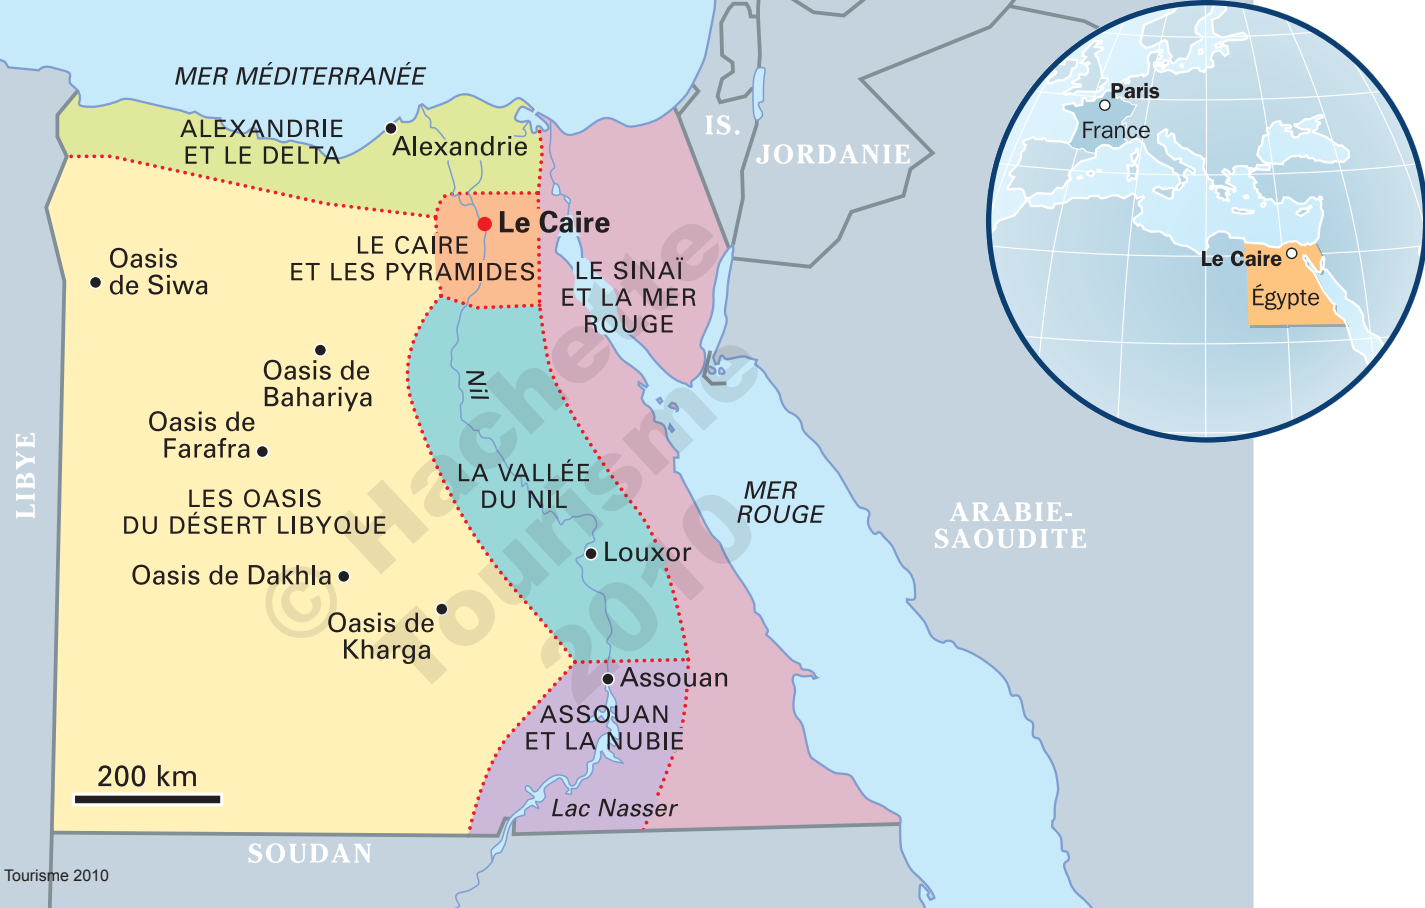 MER MÉDITERRANÉE
ALEXANDRIE
ET LE DELTA
Alexandrie
IS.
JORDANIE
Paris
France
Le Caire
Égypte
Le Caire
LE CAIRE
ET LES PYRAMIDES
Oasis
de Siwa
LE SINAÏ
ET LA MER
ROUGE
Oasis de
Bahariya
Nil
Oasis de
Farafra
LIBYE
LA VALLÉE
DU NIL
LES OASIS
DU DÉSERT LIBYQUE
MER
ROUGE
ARABIE-
SAOUDITE
Louxor
Oasis de Dakhla
Oasis de
Kharga
Assouan
ASSOUAN
ET LA NUBIE
200 km
Lac Nasser
SOUDAN
Tourisme 2010
© Hachette
Tourisme
2010